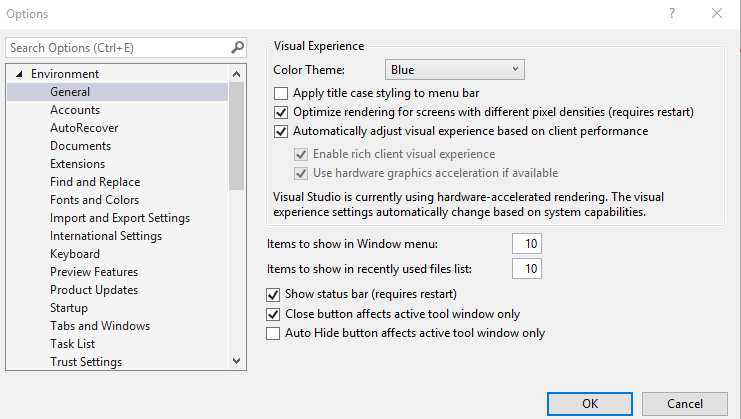 Options
?
Search Options (Ctrl+E)
Environment
General
Accounts
AutoRecover
Documents
Extensions
Find and Replace
Fonts and Colors
Import and Export Settings
International Settings
Keyboard
Preview Features
Product Updates
Startup
Tabs and Windows
Task List
Trust Settings
Visual Experience
Color Theme: Blue
Apply title case styling to menu bar
Optimize rendering for screens with different pixel densities (requires restart)
Automatically adjust visual experience based on client performance
Enable rich client visual experience
Use hardware graphics acceleration if available
Visual Studio is currently using hardware-accelerated rendering. The visual
experience settings automatically change based on system capabilities.
Items to show in Window menu: 10
Items to show in recently used files list: 10
Show status bar (requires restart)
Close button affects active tool window only
Auto Hide button affects active tool window only
OK Cancel